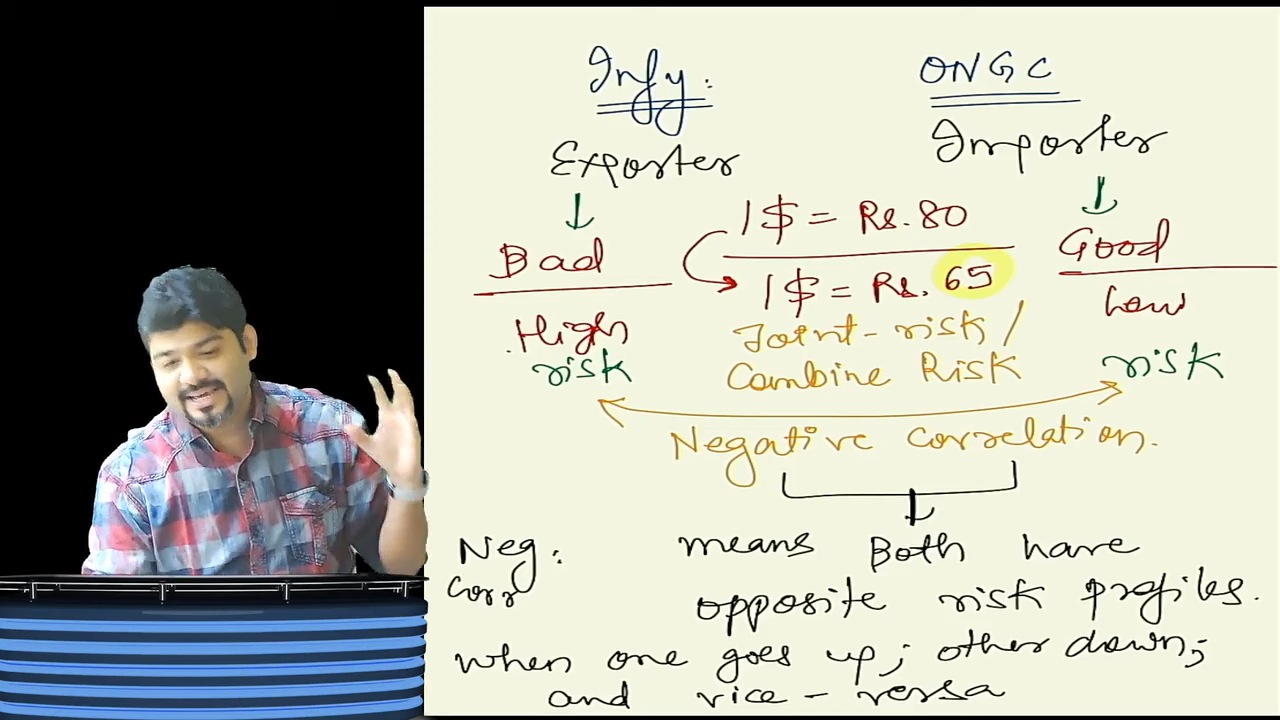 Infy:
ONGC
Exporter
Importer
↓
↓
Bad
1$ = Rs. 80
Good
1$ = Rs. 65
High
risk
Joint-risk /
Combine Risk
Low
risk
Negative correlation.
Neg:
Corr
means Both have
opposite risk profiles.
when one goes up; other down;
and vice-versa